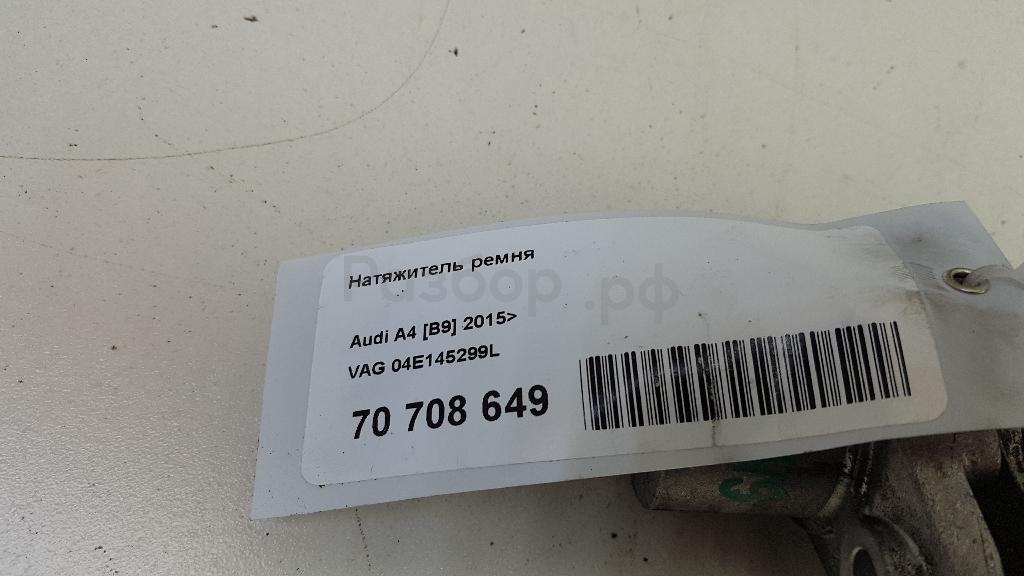 Натяжитель ремня
Разбор.рф
Audi A4 [B9] 2015>
VAG 04E145299L
70 708 649